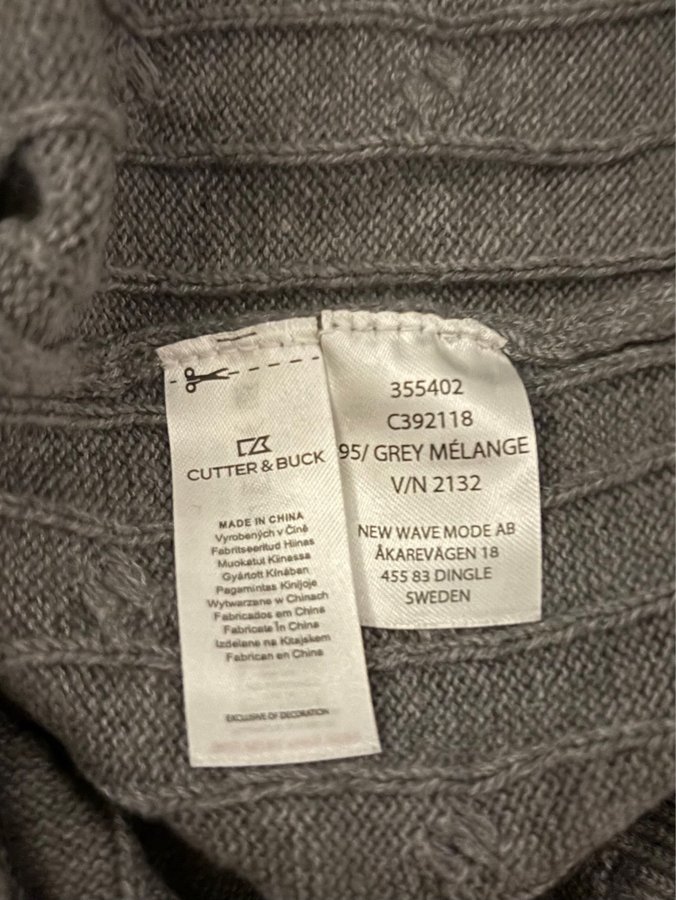 CUTTER & BUCK
MADE IN CHINA
Vyrobených v Čině
Fabritseeritud Hiinas
Muokatul Kiinassa
Gyártott Kínában
Pagamintas Kinijoje
Wytwarzane w Chinach
Fabricados em China
Fabricate În China
Izdelane na Kitajskem
Fabrican en China
EXCLUSIVE OF DECORATION
355402
C392118
95/ GREY MÉLANGE
V/N 2132
NEW WAVE MODE AB
ÅKAREVÄGEN 18
455 83 DINGLE
SWEDEN